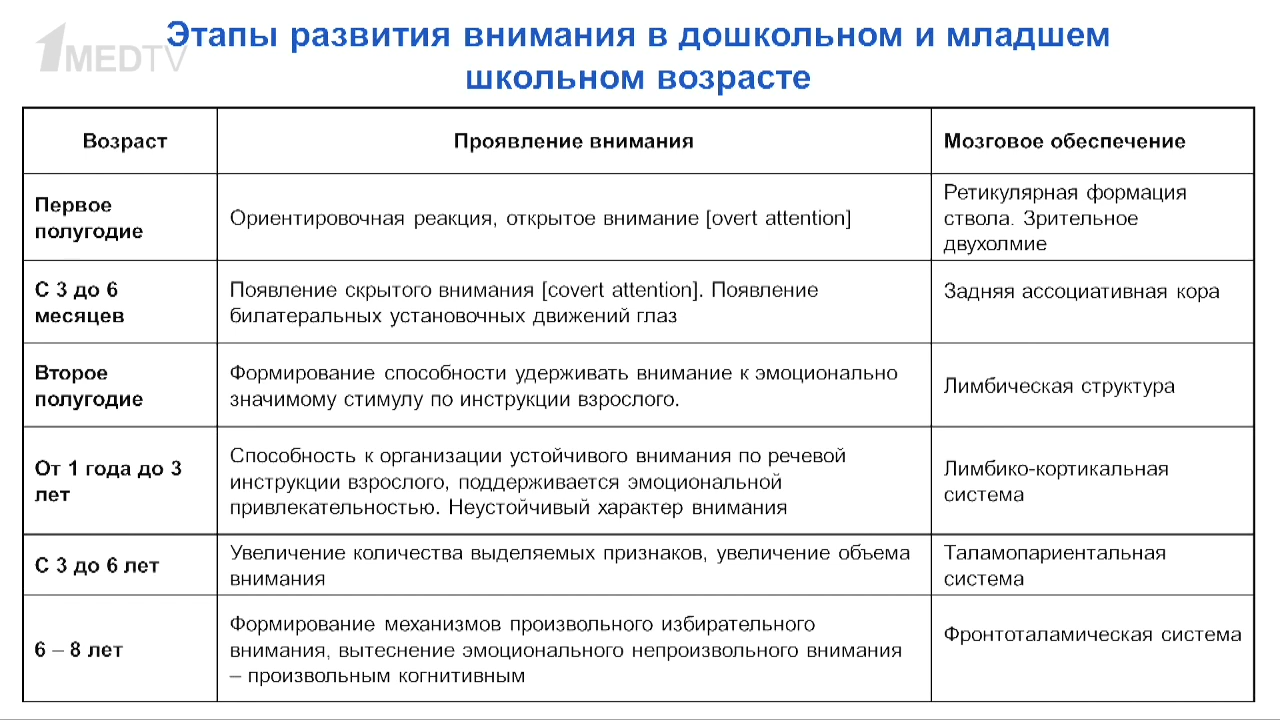 1MEDTV
Этапы развития внимания в дошкольном и младшем
школьном возрасте
Возраст
Проявление внимания
Мозговое обеспечение
Первое
полугодие
Ориентировочная реакция, открытое внимание [overt attention]
Ретикулярная формация
ствола. Зрительное
двухолмие
С 3 до 6
месяцев
Появление скрытого внимания [covert attention]. Появление
билатеральных установочных движений глаз
Задняя ассоциативная кора
Второе
полугодие
Формирование способности удерживать внимание к эмоционально
значимому стимулу по инструкции взрослого.
Лимбическая структура
От 1 года до 3
лет
Способность к организации устойчивого внимания по речевой
инструкции взрослого, поддерживается эмоциональной
привлекательностью. Неустойчивый характер внимания
Лимбико-кортикальная
система
С 3 до 6 лет
Увеличение количества выделяемых признаков, увеличение объема
внимания
Таламопариентальная
система
6 – 8 лет
Формирование механизмов произвольного избирательного
внимания, вытеснение эмоционального непроизвольного внимания
– произвольным когнитивным
Фронтоталамическая система